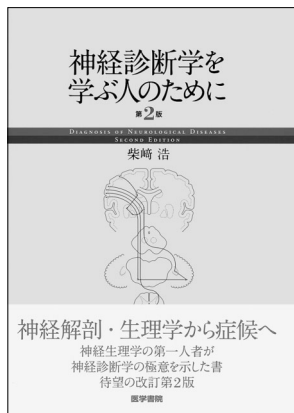 神経診断学を
学ぶ人のために
第2版
DIAGNOSIS OF NEUROLOGICAL DISEASES
SECOND EDITION
柴﨑 浩
神経解剖・生理学から症候へ
神経生理学の第一人者が
神経診断学の極意を示した書
待望の改訂第2版
医学書院